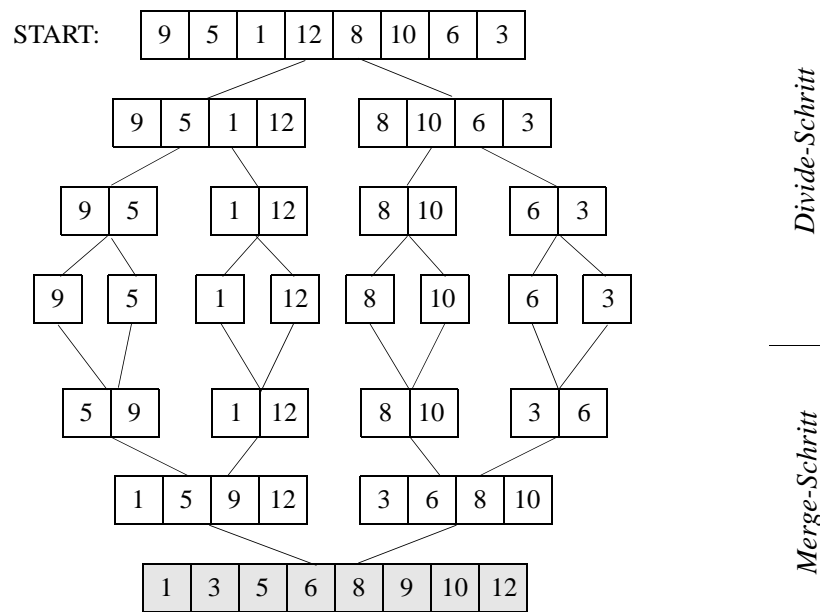 START: 9 5 1 12 8 10 6 3
9 5 1 12 8 10 6 3
9 5 1 12 8 10 6 3
9 5 1 12 8 10 6 3
5 9 1 12 8 10 3 6
1 5 9 12 3 6 8 10
1 3 5 6 8 9 10 12
Divide-Schritt
Merge-Schritt